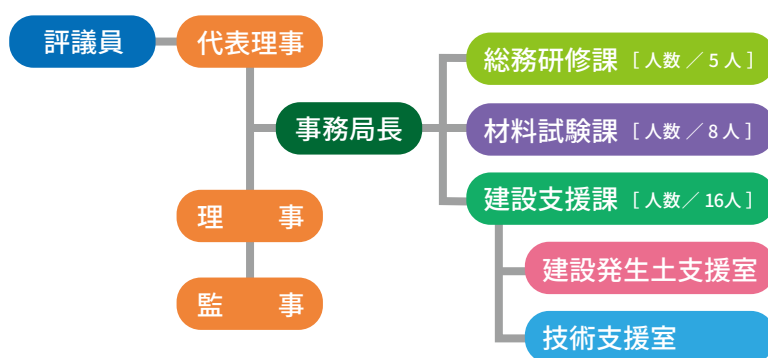 評議員
代表理事
事務局長
理　　事
監　　事
総務研修課 [ 人数 ／ 5 人 ]
材料試験課 [ 人数 ／ 8 人 ]
建設支援課 [ 人数／ 16人 ]
建設発生土支援室
技術支援室